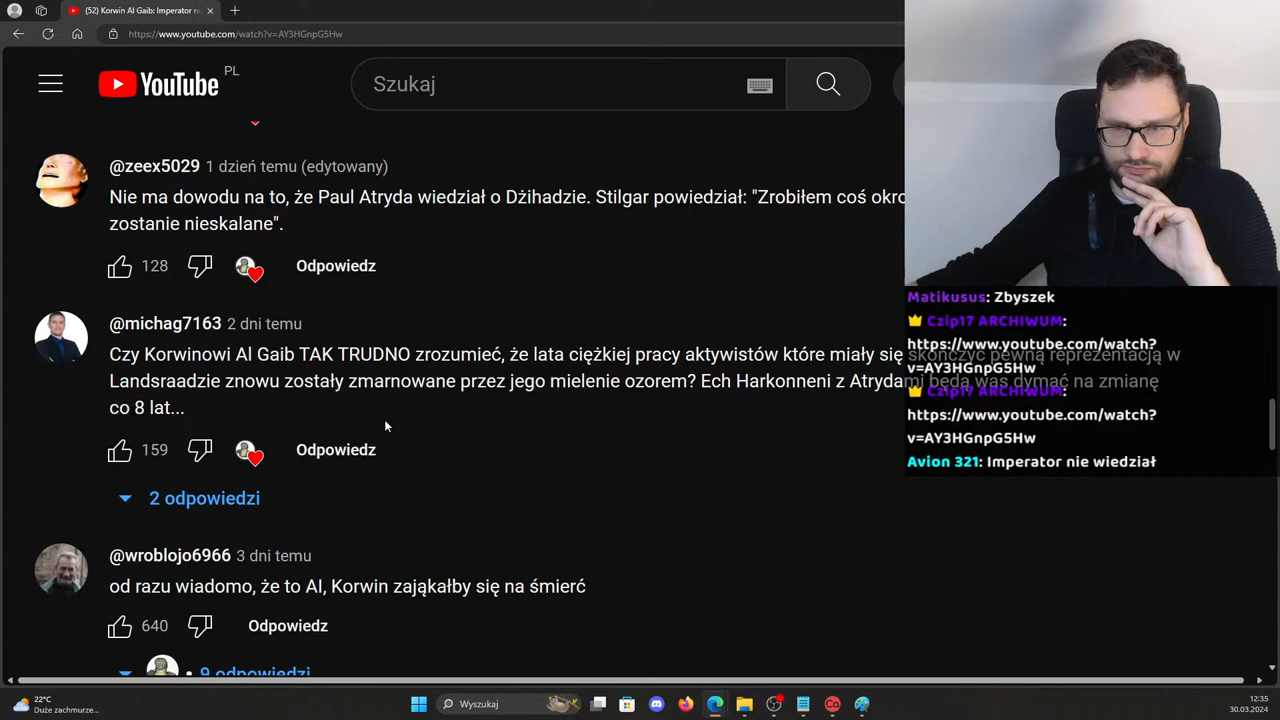 (52) Korwin Al Gaib: Imperator ni
https://www.youtube.com/watch?v=AY3HGnpG5Hw
YouTube PL
Szukaj
@zeex5029 1 dzień temu (edytowany)
Nie ma dowodu na to, że Paul Atryda wiedział o Dżihadzie. Stilgar powiedział: "Zrobiłem coś okro
zostanie nieskalane".
128 Odpowiedz
@michag7163 2 dni temu
Czy Korwinowi Al Gaib TAK TRUDNO zrozumieć, że lata ciężkiej pracy aktywistów które miały się skończyć pewną reprezentacją w
Landsraadzie znowu zostały zmarnowane przez jego mielenie ozorem? Ech Harkonneni z Atrydami będą was dymać na zmianę
co 8 lat...
159 Odpowiedz
2 odpowiedzi
@wroblojo6966 3 dni temu
od razu wiadomo, że to AI, Korwin zająkałby się na śmierć
640 Odpowiedz
9 odpowiedzi
Matikusus: Zbyszek
Czip17 ARCHIWUM:
https://www.youtube.com/watch?
v=AY3HGnpG5Hw
Czip17 ARCHIWUM:
https://www.youtube.com/watch?
v=AY3HGnpG5Hw
Avion 321: Imperator nie wiedział
22°C
Duże zachmurze...
Wyszukaj
12:35
30.03.2024